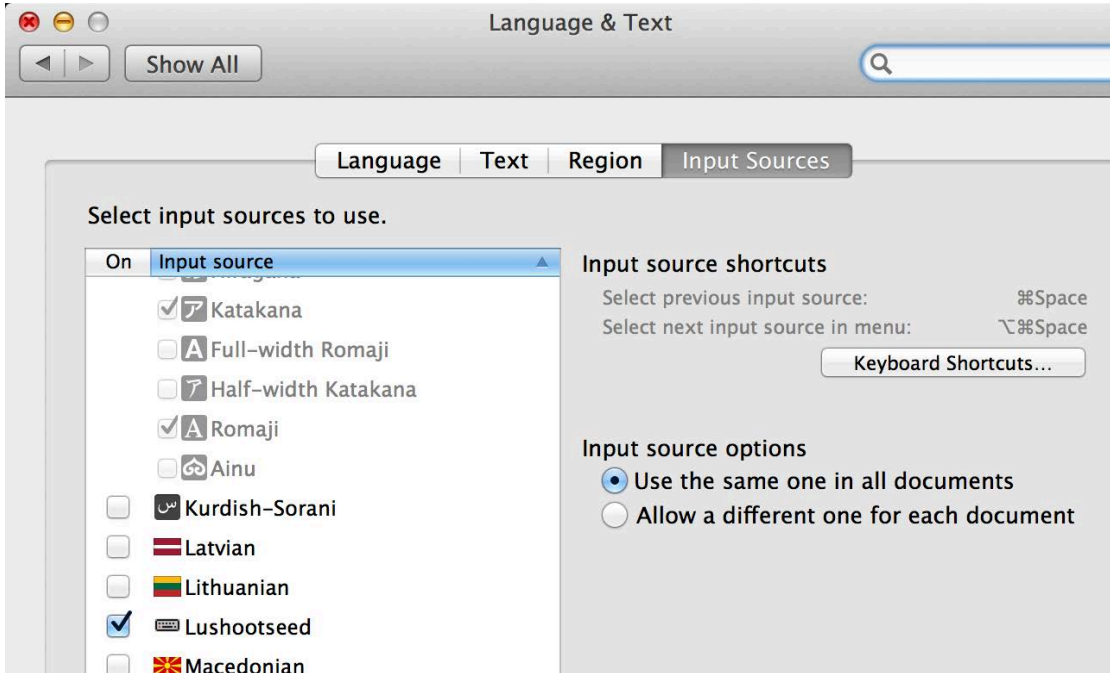 Language & Text
Show All
Language Text Region Input Sources
Select input sources to use.
On Input source
ア Katakana
A Full-width Romaji
ア Half-width Katakana
A Romaji
Ainu
س Kurdish-Sorani
Latvian
Lithuanian
Lushootseed
Macedonian
Input source shortcuts
Select previous input source: ⌘Space
Select next input source in menu: ⌥⌘Space
Keyboard Shortcuts...
Input source options
Use the same one in all documents
Allow a different one for each document